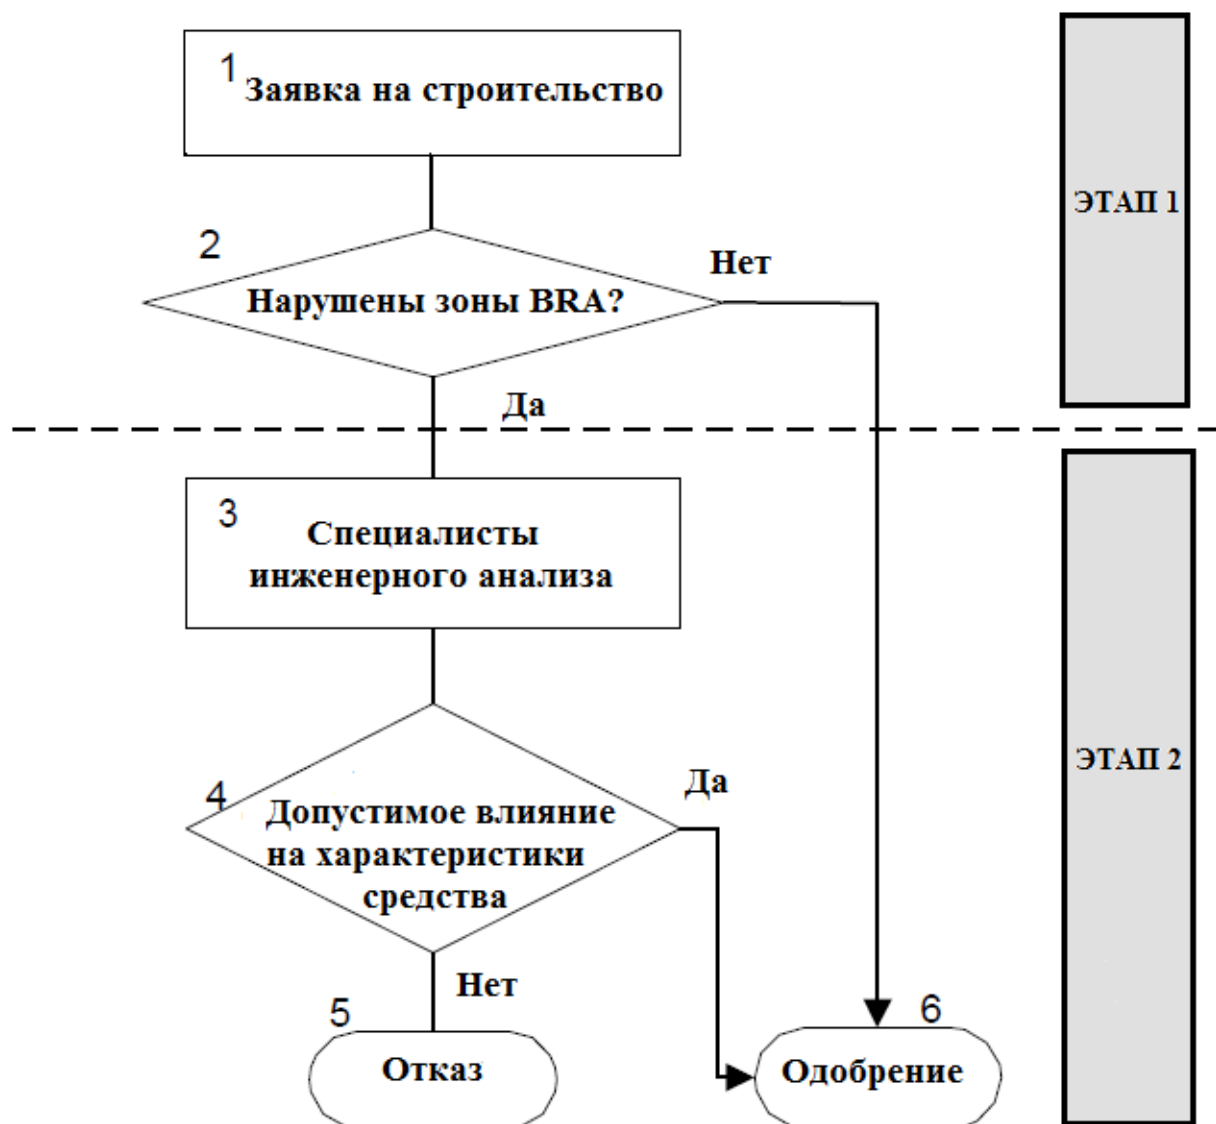 1
Заявка на строительство
ЭТАП 1
2
Нет
Нарушены зоны BRA?
Да
3
Специалисты
инженерного анализа
ЭТАП 2
4
Да
Допустимое влияние
на характеристики
средства
Нет
5
6
Отказ
Одобрение